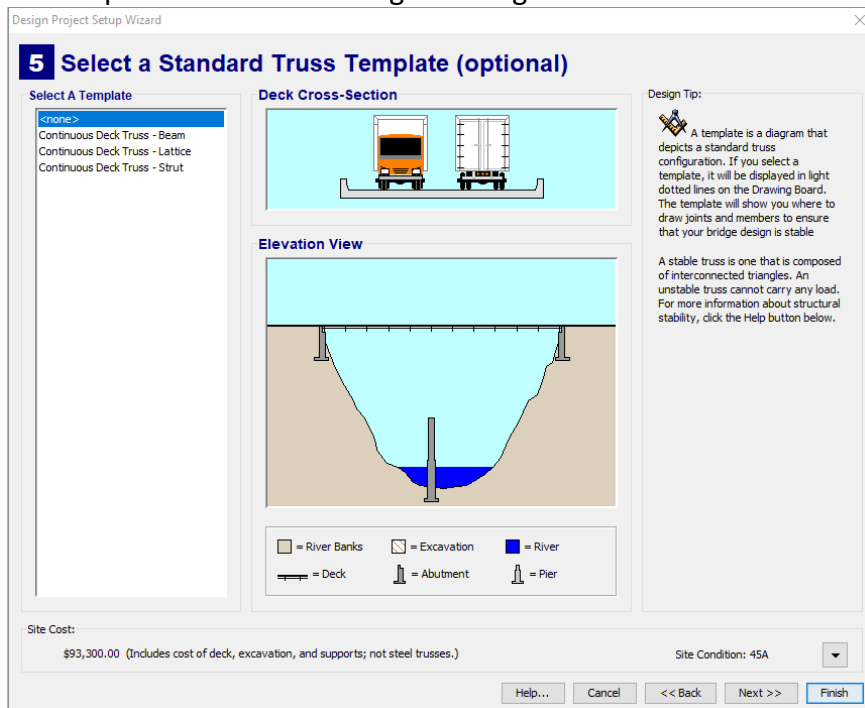 Design Project Setup Wizard
5 Select a Standard Truss Template (optional)
Select A Template
<none>
Continuous Deck Truss - Beam
Continuous Deck Truss - Lattice
Continuous Deck Truss - Strut
Deck Cross-Section
Elevation View
= River Banks
= Excavation
= River
= Deck
= Abutment
= Pier
Design Tip:
A template is a diagram that
depicts a standard truss
configuration. If you select a
template, it will be displayed in light
dotted lines on the Drawing Board.
The template will show you where to
draw joints and members to ensure
that your bridge design is stable
A stable truss is one that is composed
of interconnected triangles. An
unstable truss cannot carry any load.
For more information about structural
stability, click the Help button below.
Site Cost:
$93,300.00 (Includes cost of deck, excavation, and supports; not steel trusses.)
Site Condition: 45A
Help...
Cancel
<< Back
Next >>
Finish